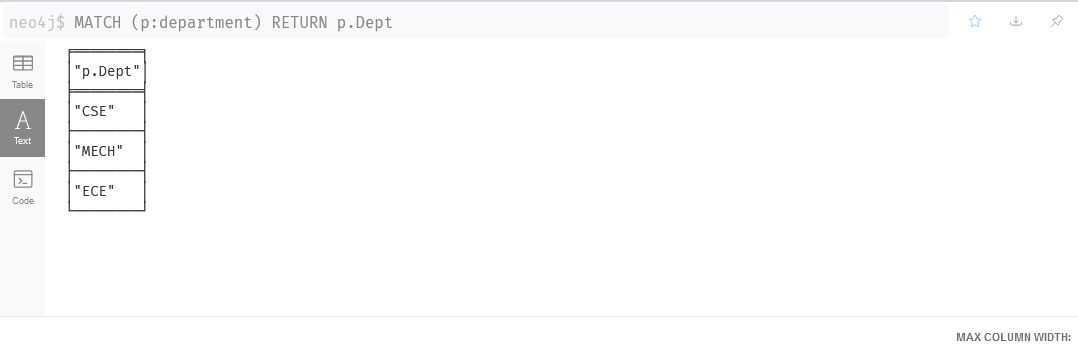 neo4j$ MATCH (p:department) RETURN p.Dept
Table
Text
Code
"p.Dept"
"CSE"
"MECH"
"ECE"
MAX COLUMN WIDTH: